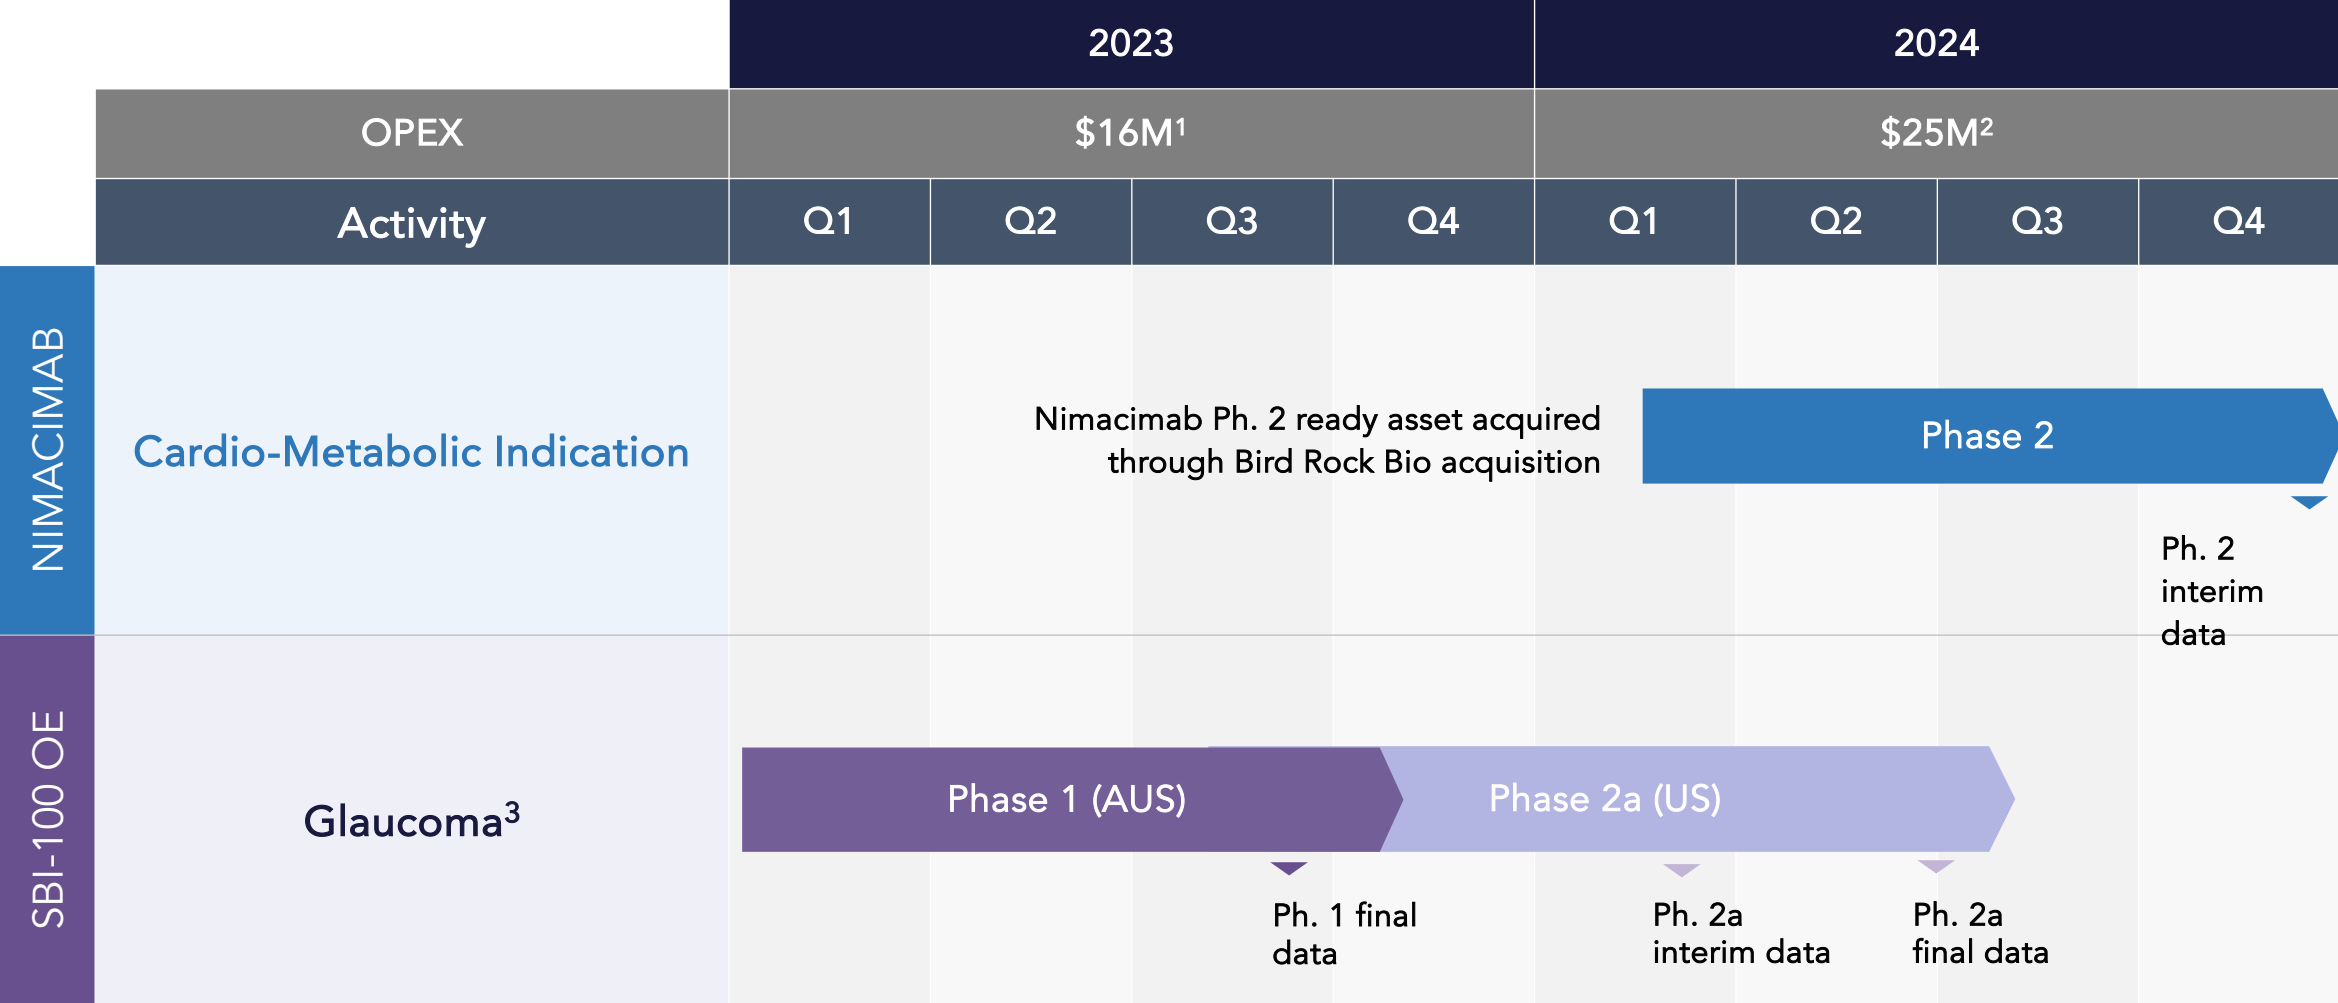 2023
2024
OPEX
$16M¹
$25M²
Activity
Q1
Q2
Q3
Q4
Q1
Q2
Q3
Q4
NIMACIMAB
Cardio-Metabolic Indication
Nimacimab Ph. 2 ready asset acquired
through Bird Rock Bio acquisition
Phase 2
Ph. 2
interim
data
SBI-100 OE
Glaucoma³
Phase 1 (AUS)
Phase 2a (US)
Ph. 1 final
data
Ph. 2a
interim data
Ph. 2a
final data